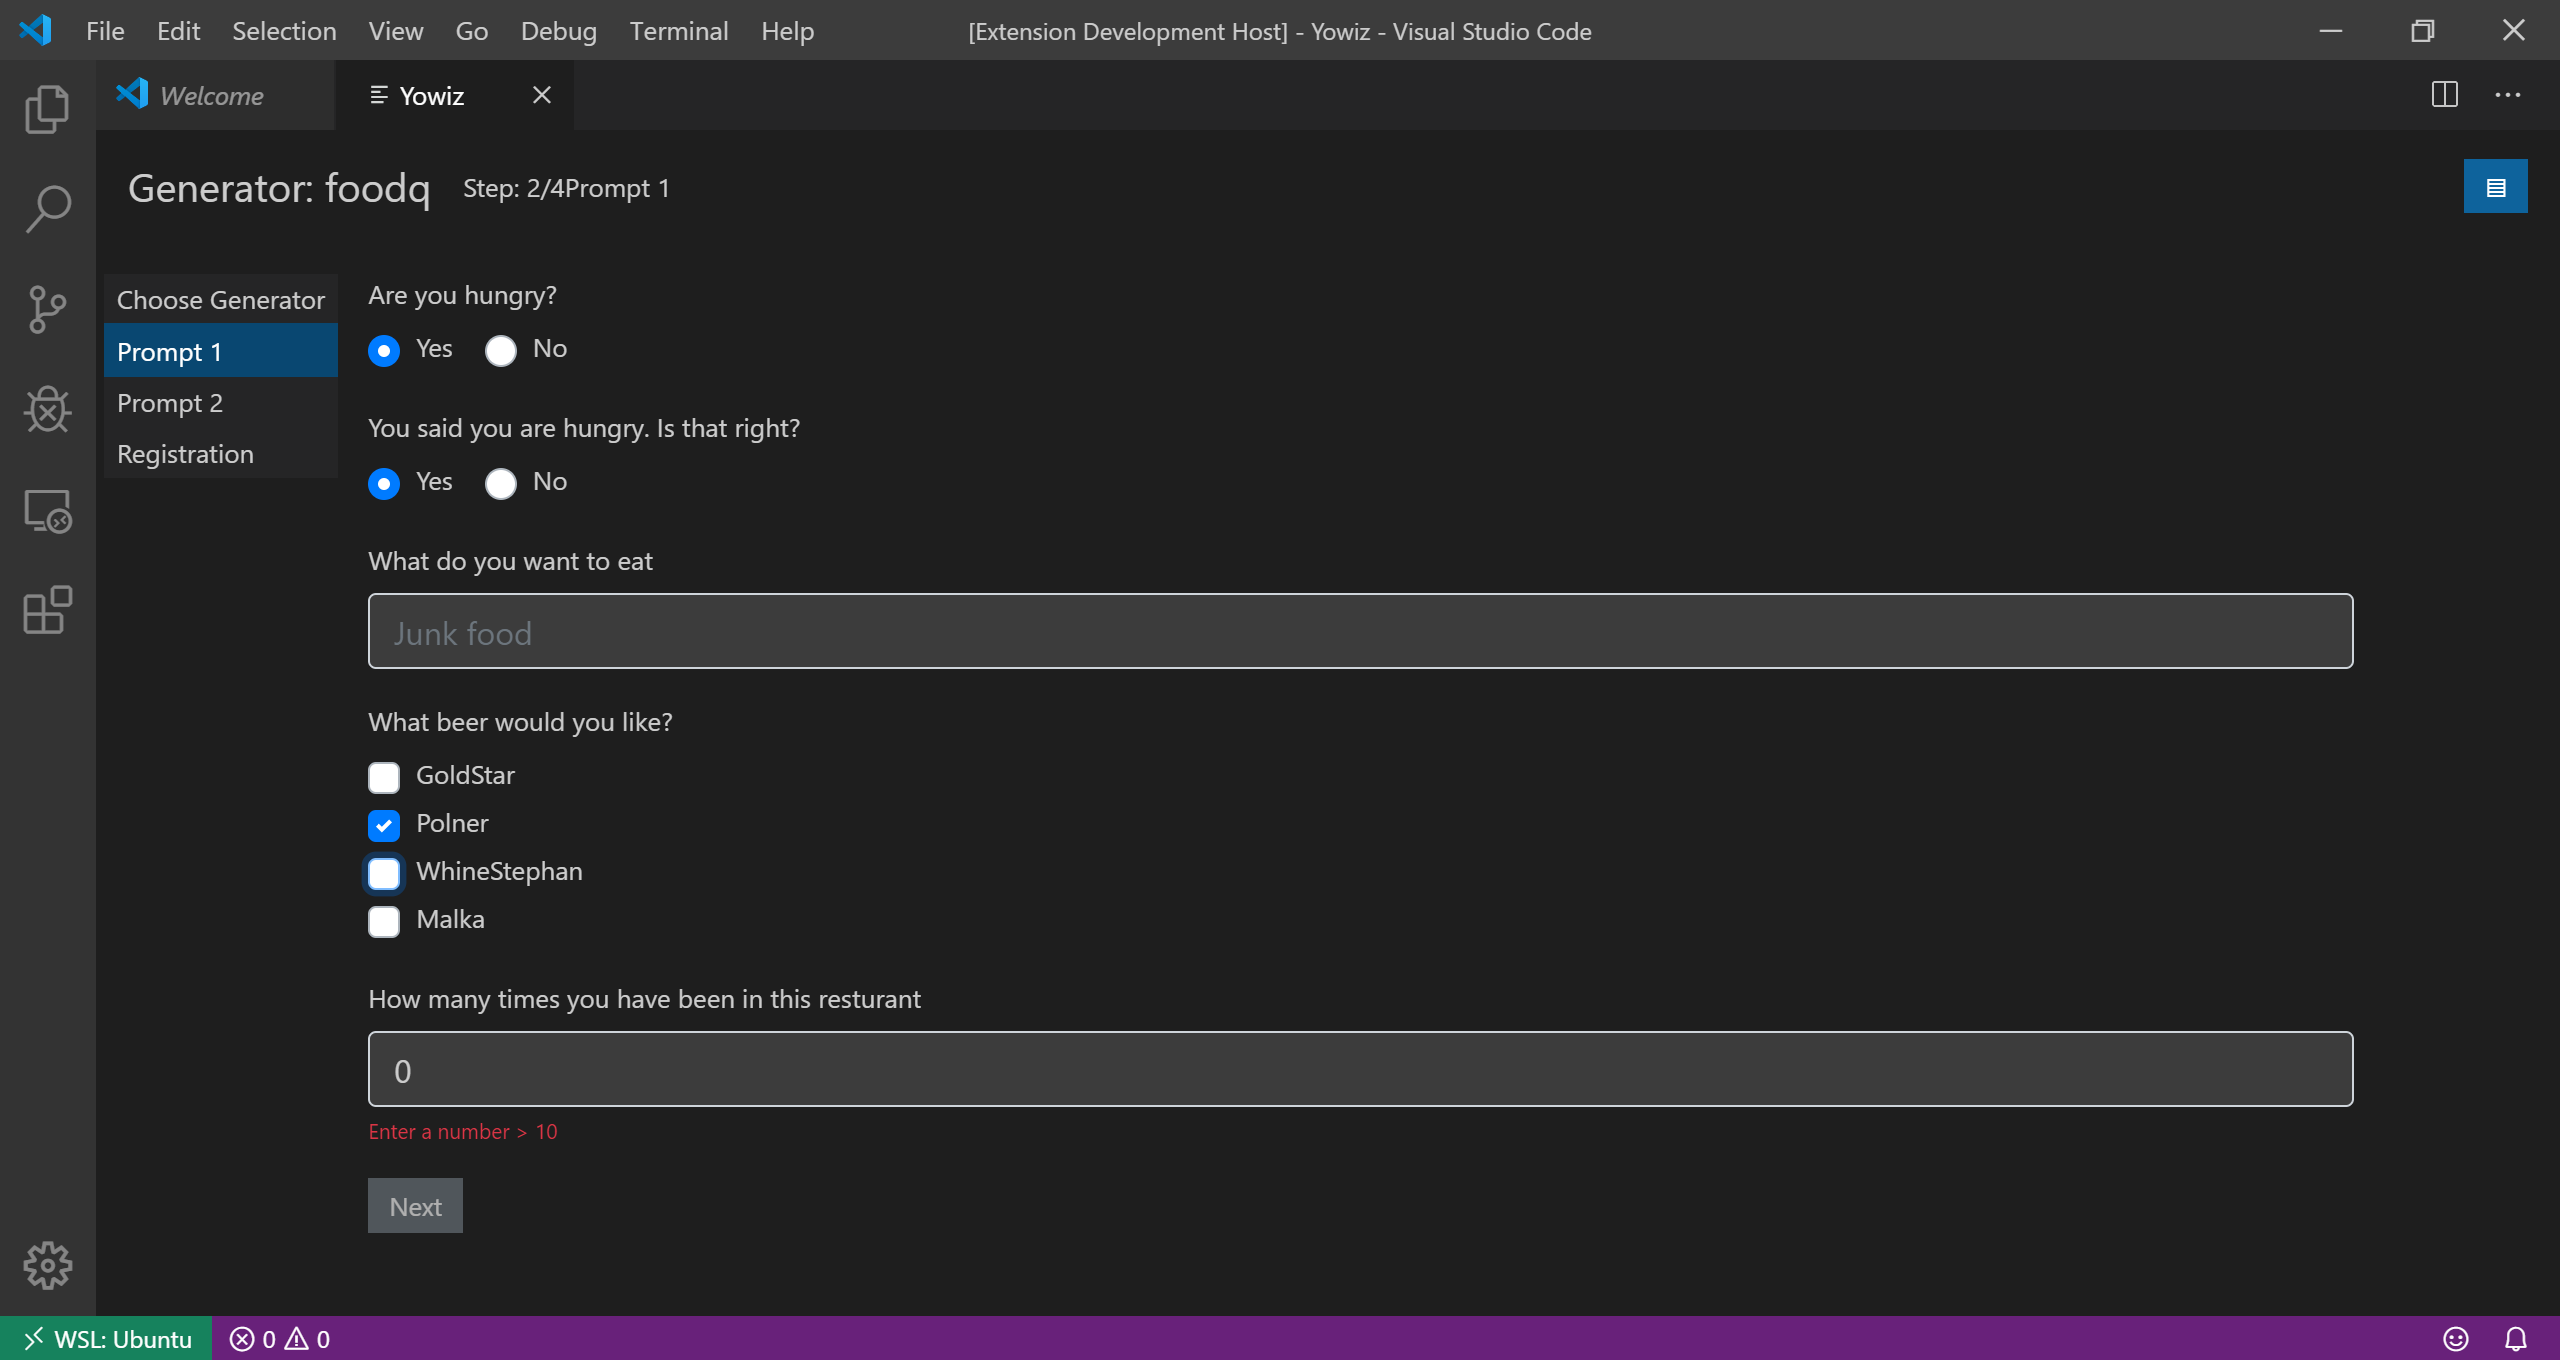 File Edit Selection View Go Debug Terminal Help [Extension Development Host] - Yowiz - Visual Studio Code
Welcome Yowiz
Generator: foodq Step: 2/4Prompt 1
Choose Generator
Prompt 1
Prompt 2
Registration
Are you hungry?
Yes No
You said you are hungry. Is that right?
Yes No
What do you want to eat
Junk food
What beer would you like?
GoldStar
Polner
WhineStephan
Malka
How many times you have been in this resturant
0
Enter a number > 10
Next
WSL: Ubuntu 0 0